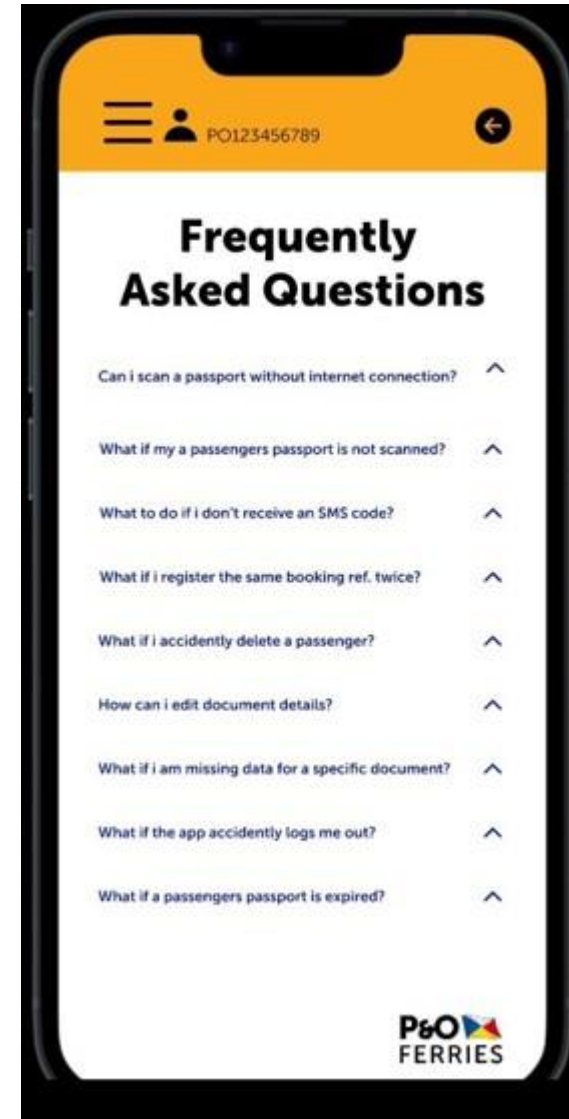 PO123456789
Frequently
Asked Questions
Can i scan a passport without internet connection?
What if my a passengers passport is not scanned?
What to do if i don't receive an SMS code?
What if i register the same booking ref. twice?
What if i accidently delete a passenger?
How can i edit document details?
What if i am missing data for a specific document?
What if the app accidently logs me out?
What if a passengers passport is expired?
P&O
FERRIES